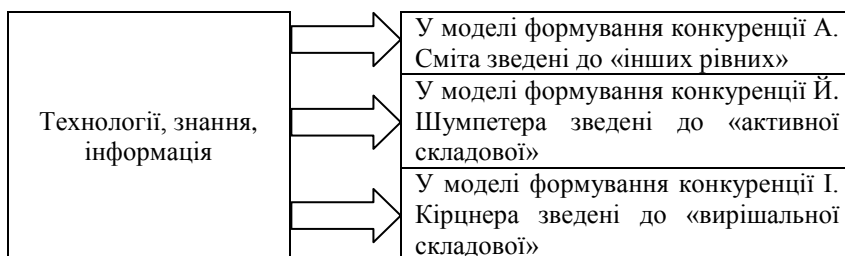 Технології, знання,
інформація
У моделі формування конкуренції А.
Сміта зведені до «інших рівних»
У моделі формування конкуренції Й.
Шумпетера зведені до «активної
складової»
У моделі формування конкуренції І.
Кірцнера зведені до «вирішальної
складової»